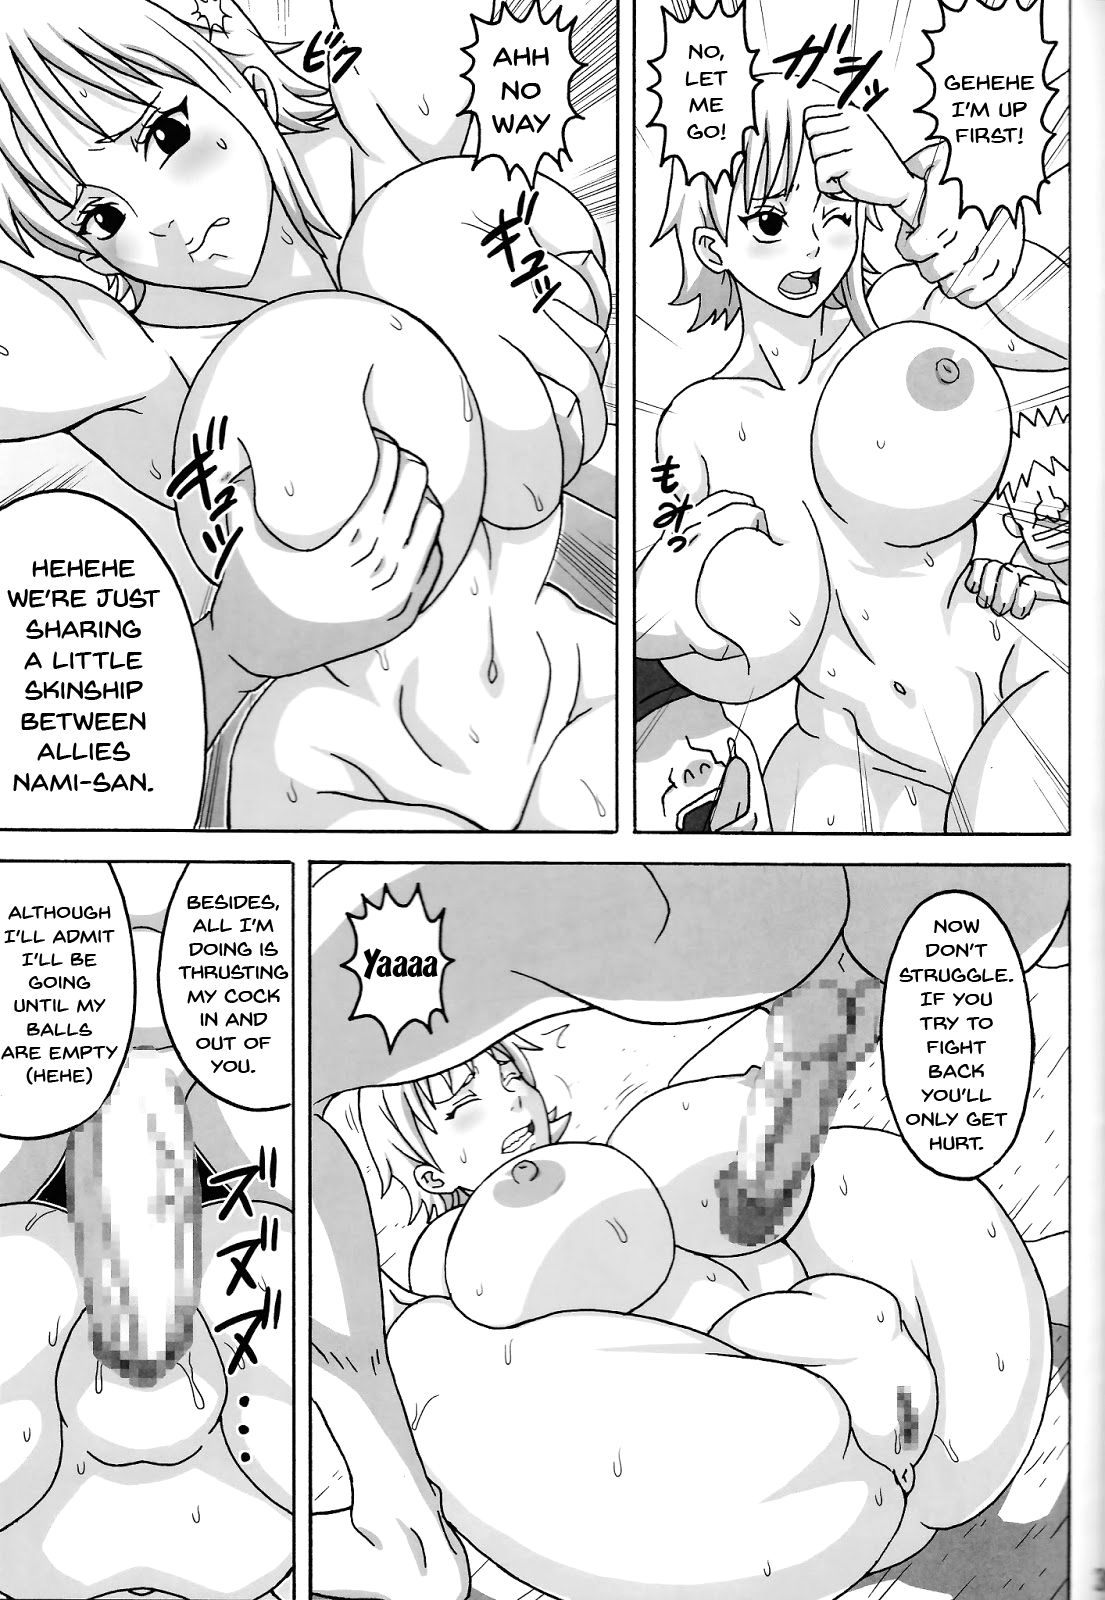 GEHEHE
I'M UP
FIRST!
ガシッ
NO,
LET
ME
GO!
もみっ
AHH
NO
WAY
ビク
ギュッ
ギュッ
HEHEHE
WE'RE JUST
SHARING
A LITTLE
SKINSHIP
BETWEEN
ALLIES
NAMI-SAN.
NOW
DON'T
STRUGGLE.
IF YOU
TRY TO
FIGHT
BACK
YOU'LL
ONLY GET
HURT.
Yaaaa
BESIDES,
ALL I'M
DOING IS
THRUSTING
MY COCK
IN AND
OUT OF
YOU.
ALTHOUGH
I'LL ADMIT
I'LL BE
GOING
UNTIL MY
BALLS
ARE EMPTY
(HEHE)
ズズズ...